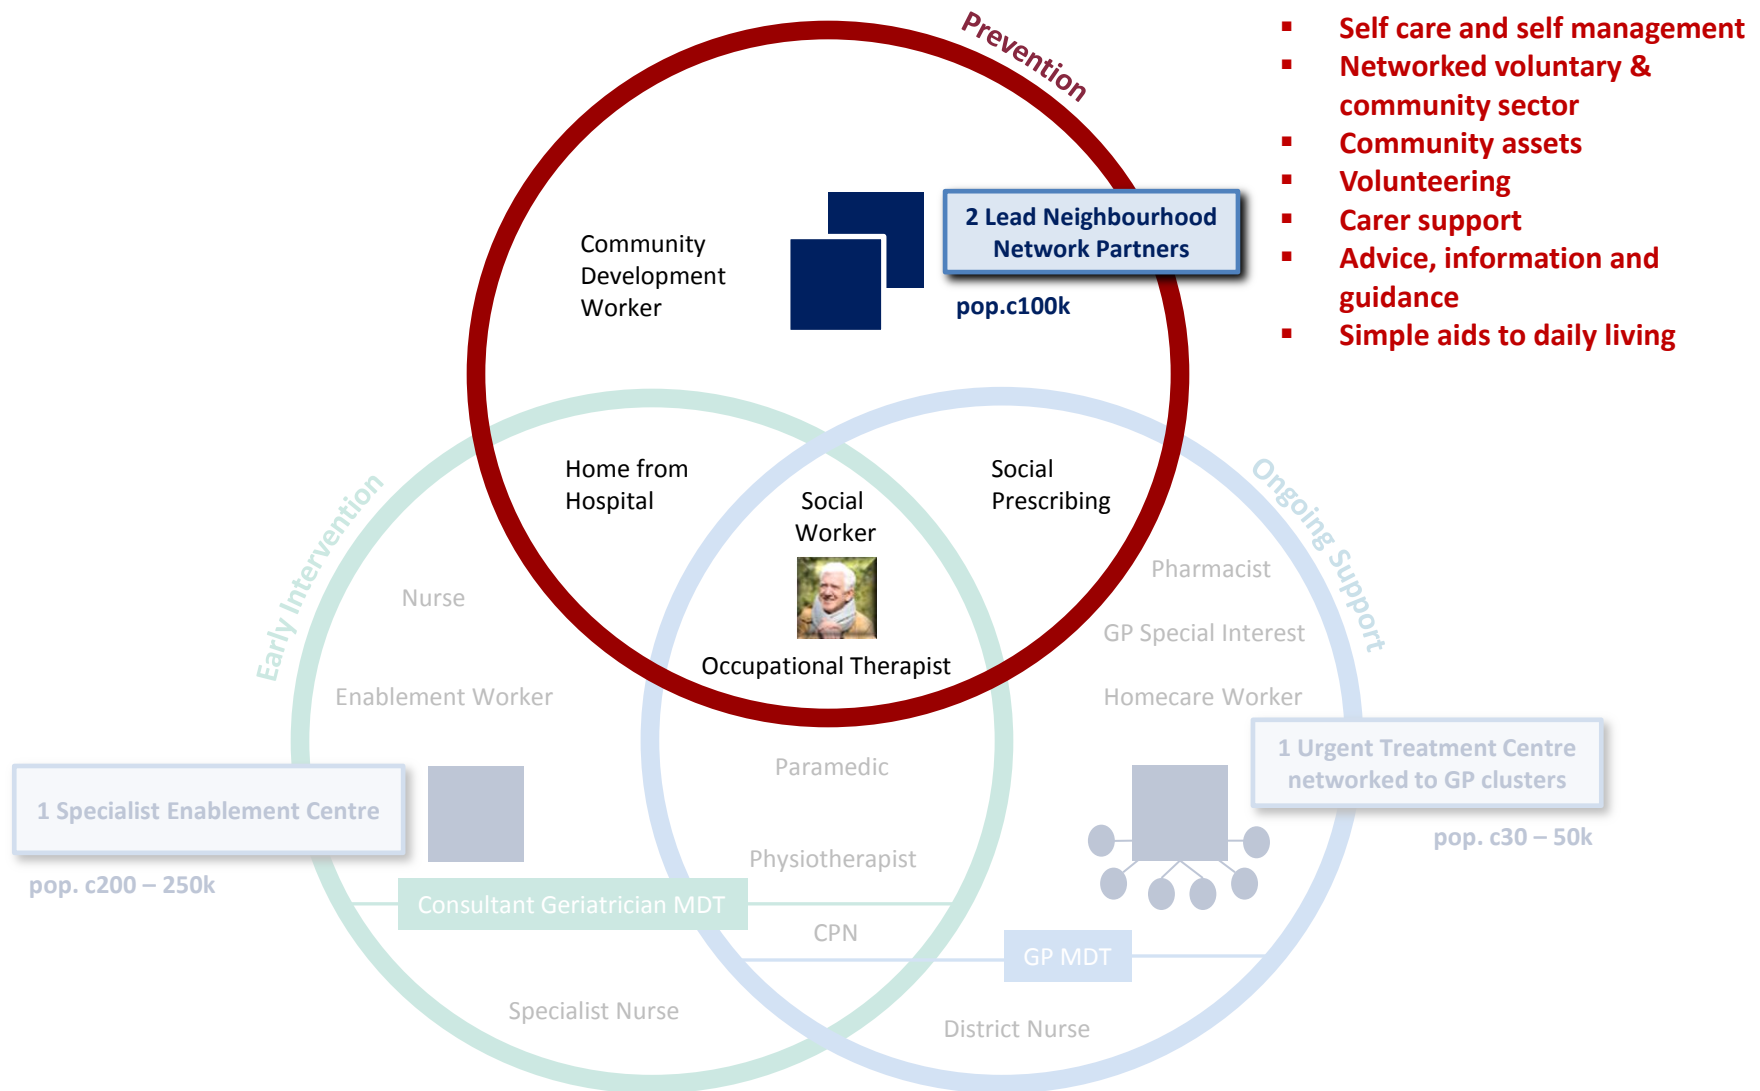 Prevention
▪ Self care and self management
▪ Networked voluntary &
community sector
▪ Community assets
▪ Volunteering
▪ Carer support
▪ Advice, information and
guidance
▪ Simple aids to daily living
2 Lead Neighbourhood
Network Partners
pop.c100k
Community
Development
Worker
Home from
Hospital
Social
Worker
Social
Prescribing
Occupational Therapist
Early Intervention
Nurse
Enablement Worker
1 Specialist Enablement Centre
pop. c200 – 250k
Ongoing Support
Pharmacist
GP Special Interest
Homecare Worker
1 Urgent Treatment Centre
networked to GP clusters
pop. c30 – 50k
Paramedic
Physiotherapist
Consultant Geriatrician MDT
CPN
GP MDT
Specialist Nurse
District Nurse